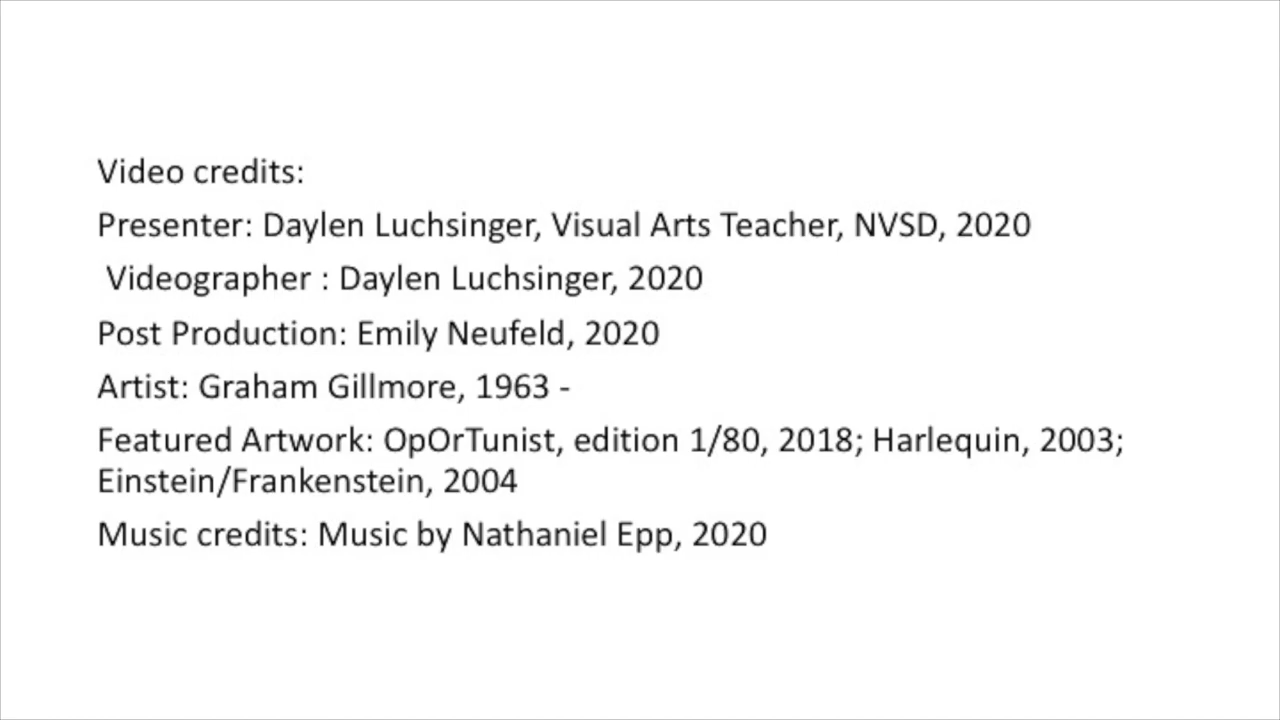 Video credits:
Presenter: Daylen Luchsinger, Visual Arts Teacher, NVSD, 2020
Videographer : Daylen Luchsinger, 2020
Post Production: Emily Neufeld, 2020
Artist: Graham Gillmore, 1963 -
Featured Artwork: OpOrTunist, edition 1/80, 2018; Harlequin, 2003;
Einstein/Frankenstein, 2004
Music credits: Music by Nathaniel Epp, 2020